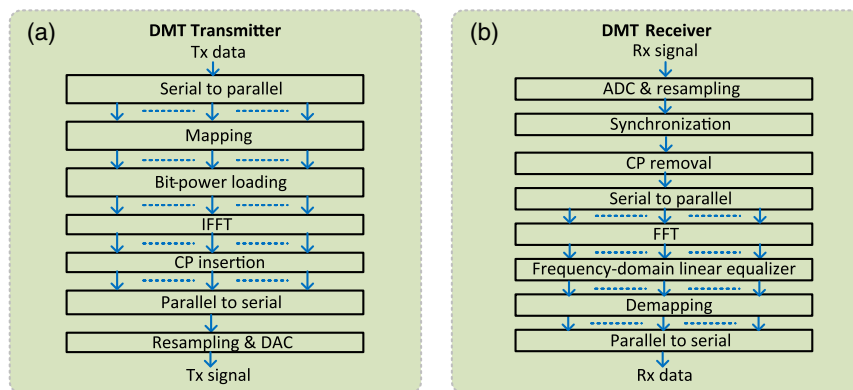 (a)
DMT Transmitter
Tx data
Serial to parallel
Mapping
Bit-power loading
IFFT
CP insertion
Parallel to serial
Resampling & DAC
Tx signal
(b)
DMT Receiver
Rx signal
ADC & resampling
Synchronization
CP removal
Serial to parallel
FFT
Frequency-domain linear equalizer
Demapping
Parallel to serial
Rx data